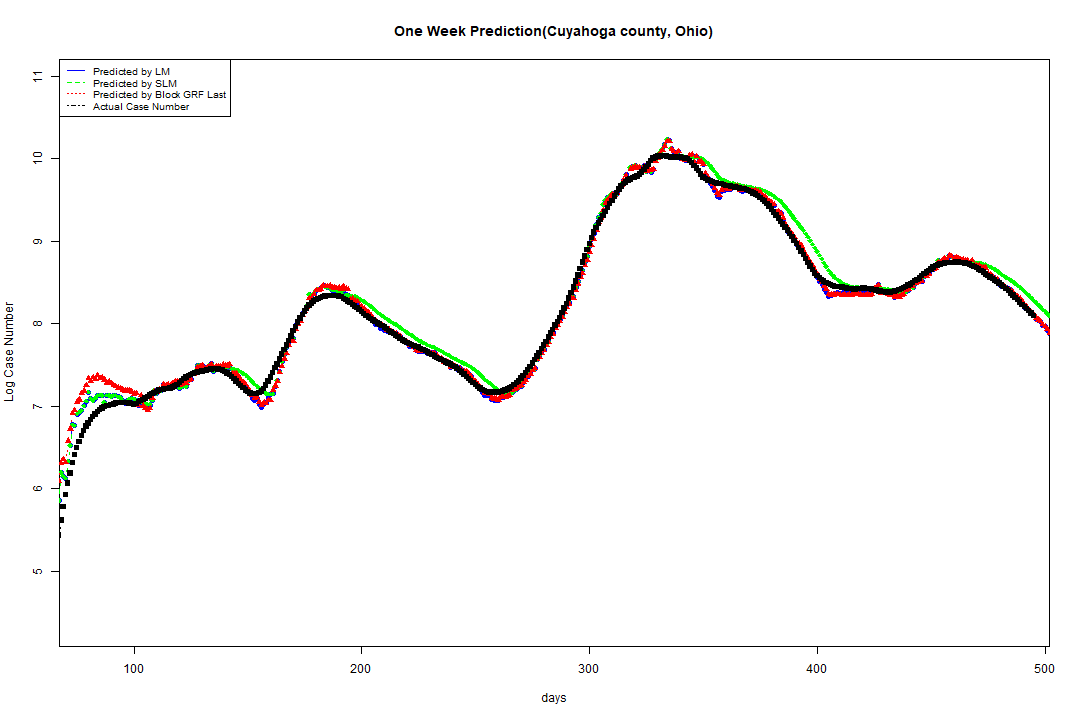 One Week Prediction(Cuyahoga county, Ohio)
Predicted by LM
Predicted by SLM
Predicted by Block GRF Last
Actual Case Number
11
10
9
8
7
6
5
Log Case Number
100 200 300 400 500
days